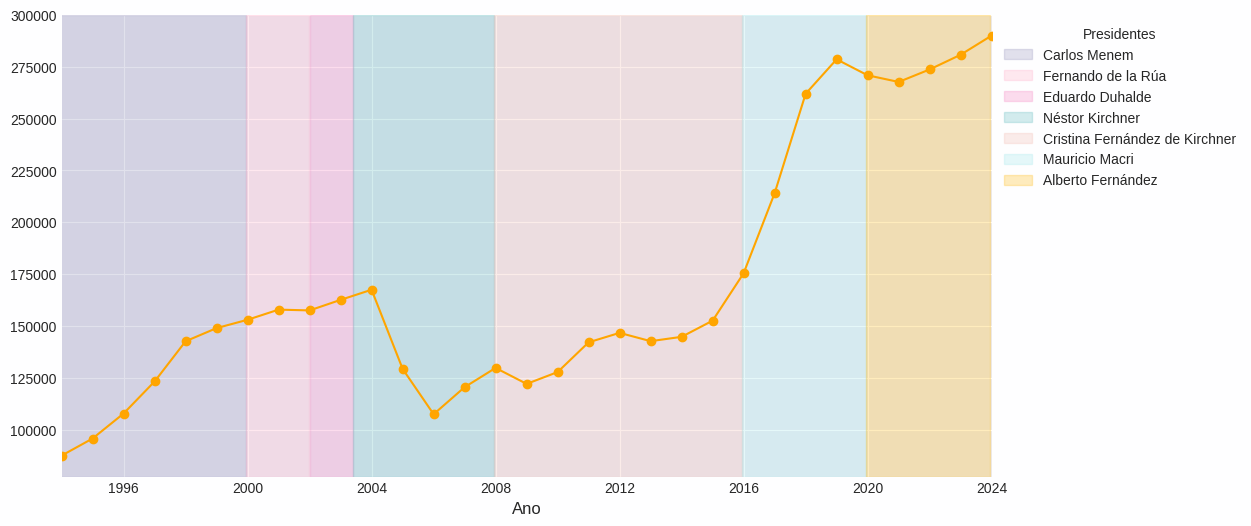 300000
275000
250000
225000
200000
175000
150000
125000
100000
1996 2000 2004 2008 2012 2016 2020 2024
Ano
Presidentes
Carlos Menem
Fernando de la Rúa
Eduardo Duhalde
Néstor Kirchner
Cristina Fernández de Kirchner
Mauricio Macri
Alberto Fernández